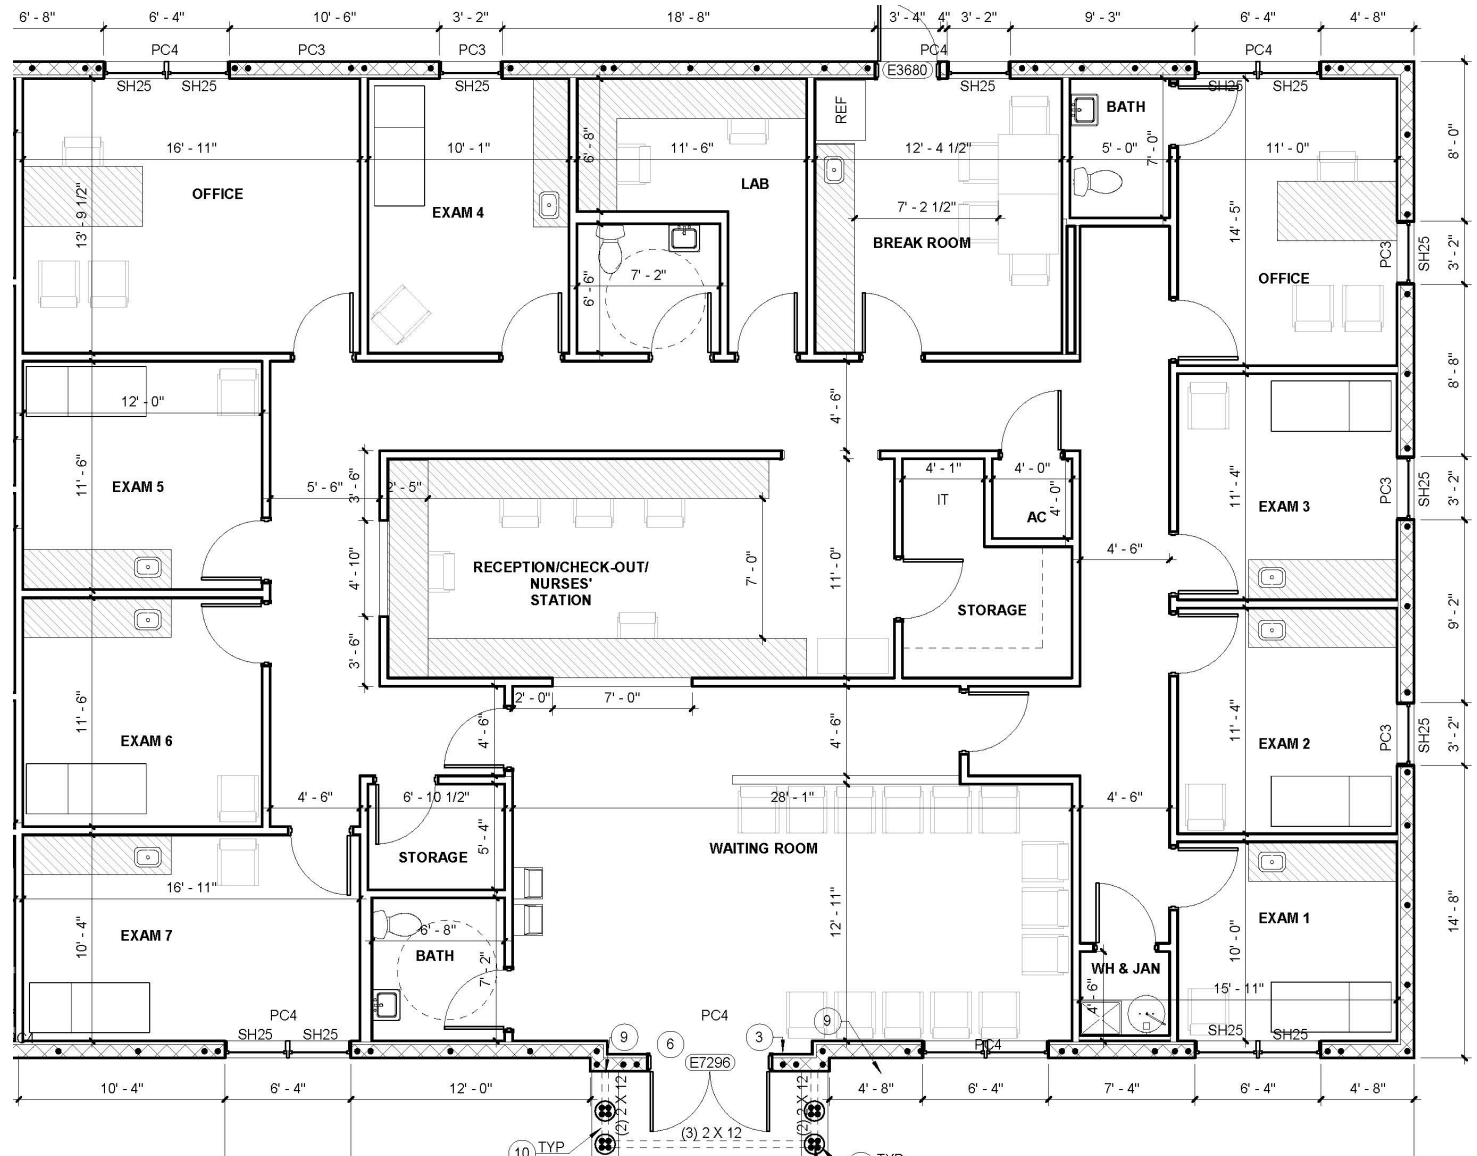 6' - 8" 6' - 4" 10' - 6" 3' - 2" 18' - 8" 3' - 4" 4" 3' - 2" 9' - 3" 6' - 4" 4' - 8"
PC4 PC3 PC3 PC4 PC4
E3680
SH25 SH25 SH25 SH25 SH25 SH25
REF
BATH
8' - 0"
6' - 8"
16' - 11" 10' - 1" 11' - 6" 12' - 4 1/2" 5' - 0" 7' - 0" 11' - 0"
OFFICE
LAB
13' - 9 1/2"
EXAM 4
7' - 2 1/2"
14' - 5"
BREAK ROOM
PC3 SH25 3' - 2"
7' - 2"
6' - 6"
OFFICE
8' - 8"
12' - 0"
4' - 6"
11' - 6"
EXAM 5
5' - 6" 3' - 6" 2' - 5"
4' - 1" 4' - 0"
IT
4' - 0"
AC
11' - 4"
EXAM 3
PC3 SH25 3' - 2"
4' - 10"
RECEPTION/CHECK-OUT/
NURSES'
STATION
7' - 0" 11' - 0"
4' - 6"
STORAGE
9' - 2"
3' - 6"
11' - 6"
2' - 0" 7' - 0"
EXAM 6
4' - 6" 4' - 6"
11' - 4"
EXAM 2
PC3 SH25 3' - 2"
4' - 6" 6' - 10 1/2" 28' - 1" 4' - 6"
5' - 4"
STORAGE
WAITING ROOM
16' - 11"
12' - 11"
EXAM 1
14' - 8"
10' - 4"
EXAM 7
6' - 8"
BATH
7' - 2"
10' - 0"
WH & JAN
4' - 6"
15' - 11"
PC4 PC4
SH25 SH25 SH25 SH25
9 6 3 9
PC4
E7296
10' - 4" 6' - 4" 12' - 0" 4' - 8" 6' - 4" 7' - 4" 6' - 4" 4' - 8"
(2) 2 X 12 (2) 2 X 12
(3) 2 X 12
10 TYP
TYP